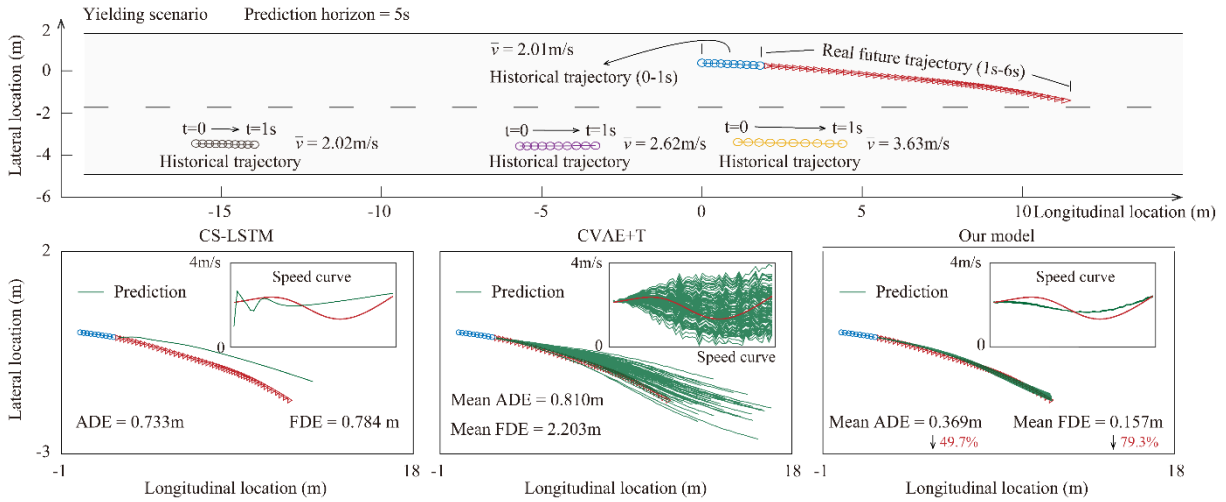 Yielding scenario Prediction horizon = 5s
Lateral location (m)
2
0
-2
-4
-6
v̅ = 2.01m/s
Historical trajectory (0-1s)
Real future trajectory (1s-6s)
t=0 t=1s
v̅ = 2.02m/s
Historical trajectory
t=0 t=1s
v̅ = 2.62m/s
Historical trajectory
t=0 t=1s
v̅ = 3.63m/s
Historical trajectory
-15 -10 -5 0 5 10 Longitudinal location (m)
CS-LSTM
2
Lateral location (m)
-3
4m/s
Speed curve
0
Prediction
ADE = 0.733m FDE = 0.784 m
-1 18
Longitudinal location (m)
CVAE+T
4m/s
0
Speed curve
Prediction
Mean ADE = 0.810m
Mean FDE = 2.203m
-1 18
Longitudinal location (m)
Our model
4m/s
Speed curve
0
Prediction
Mean ADE = 0.369m Mean FDE = 0.157m
↓ 49.7% ↓ 79.3%
-1 18
Longitudinal location (m)